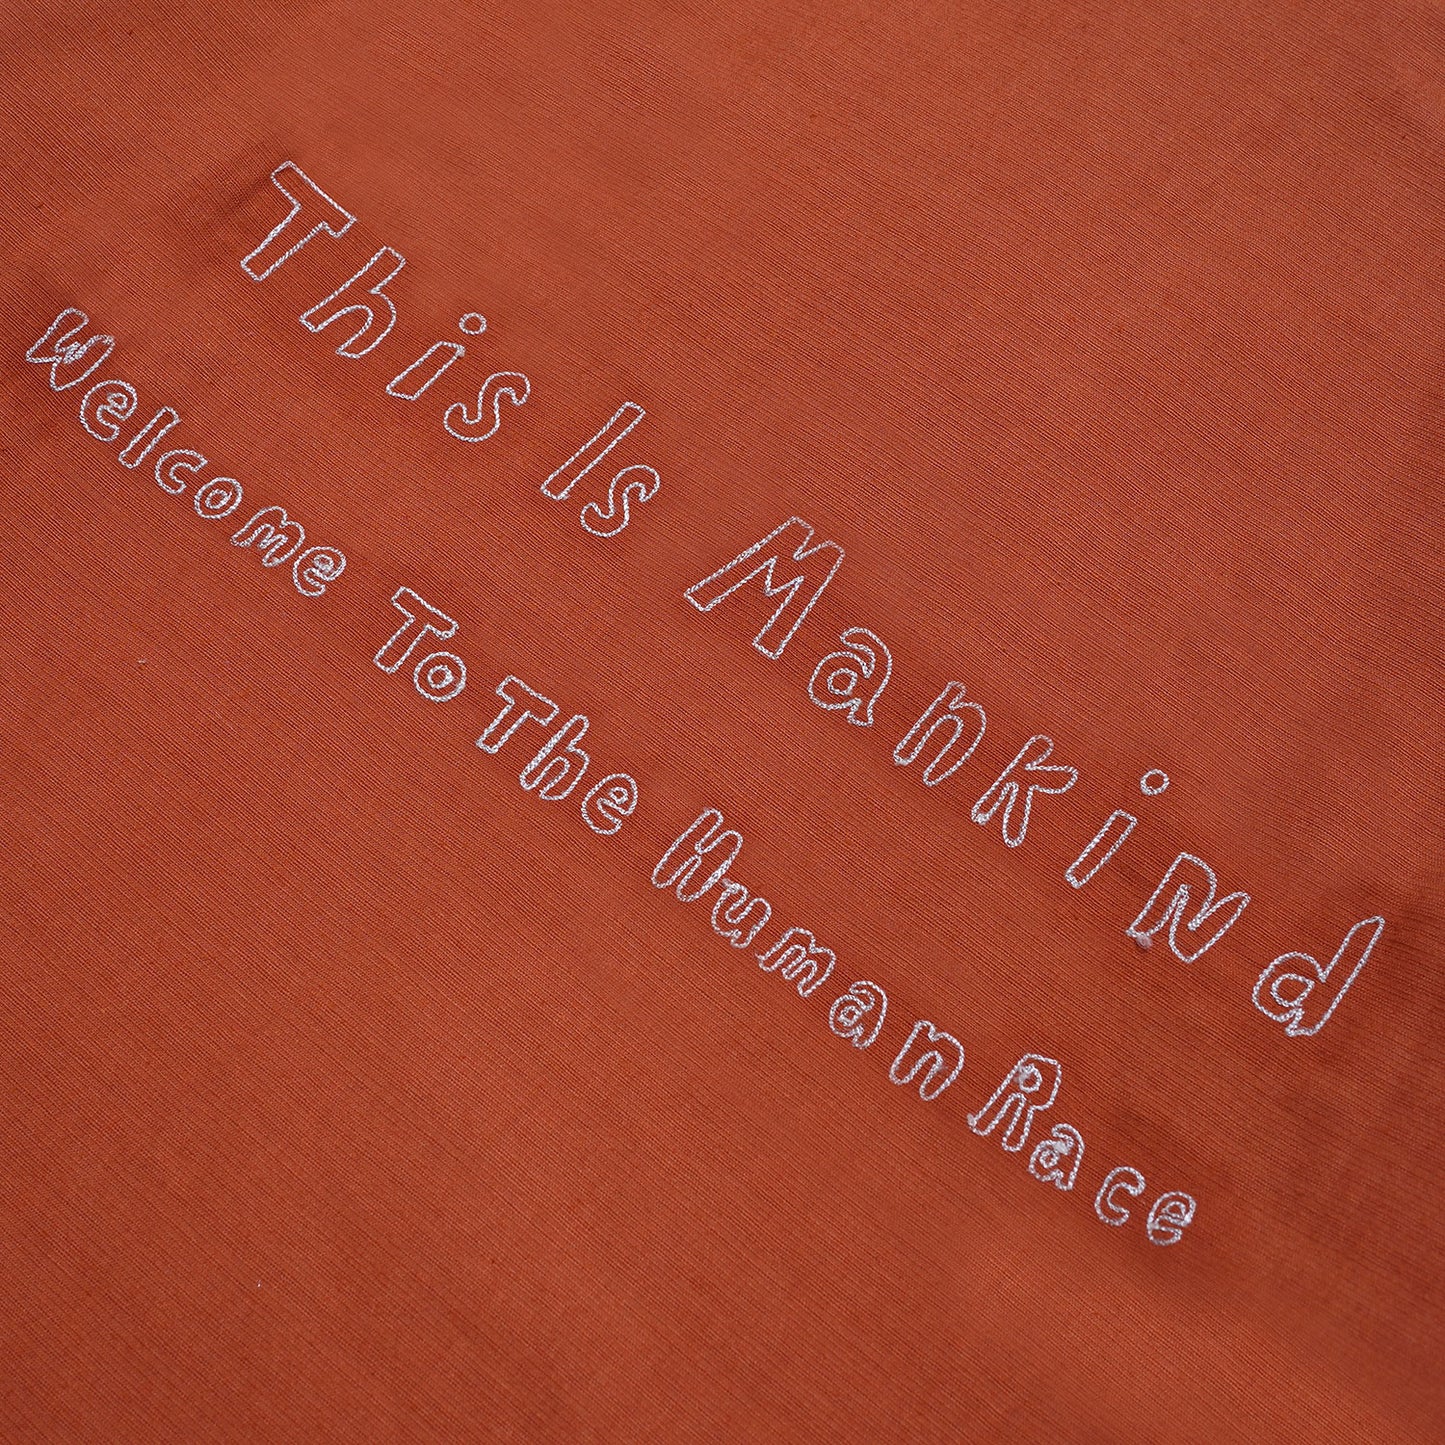 This Is Mankind
Welcome To The Human Race